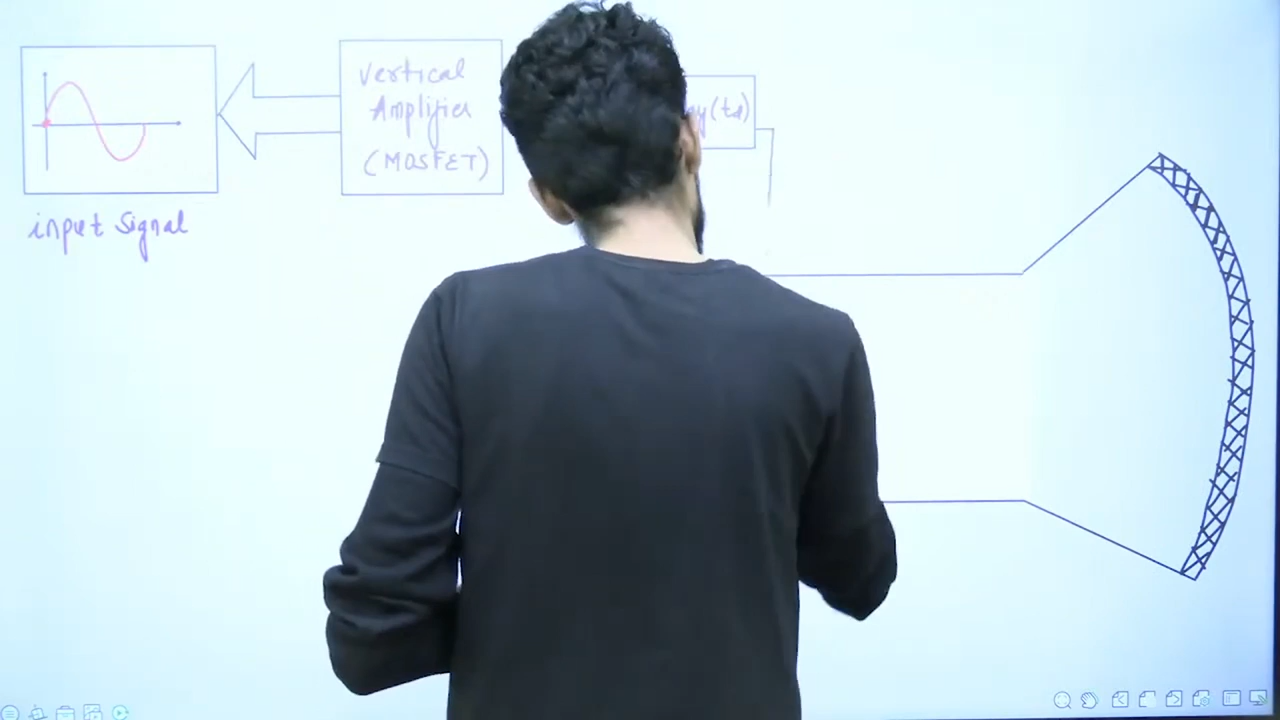 Vertical
Amplifier
(MOSFET)
(td)
input Signal